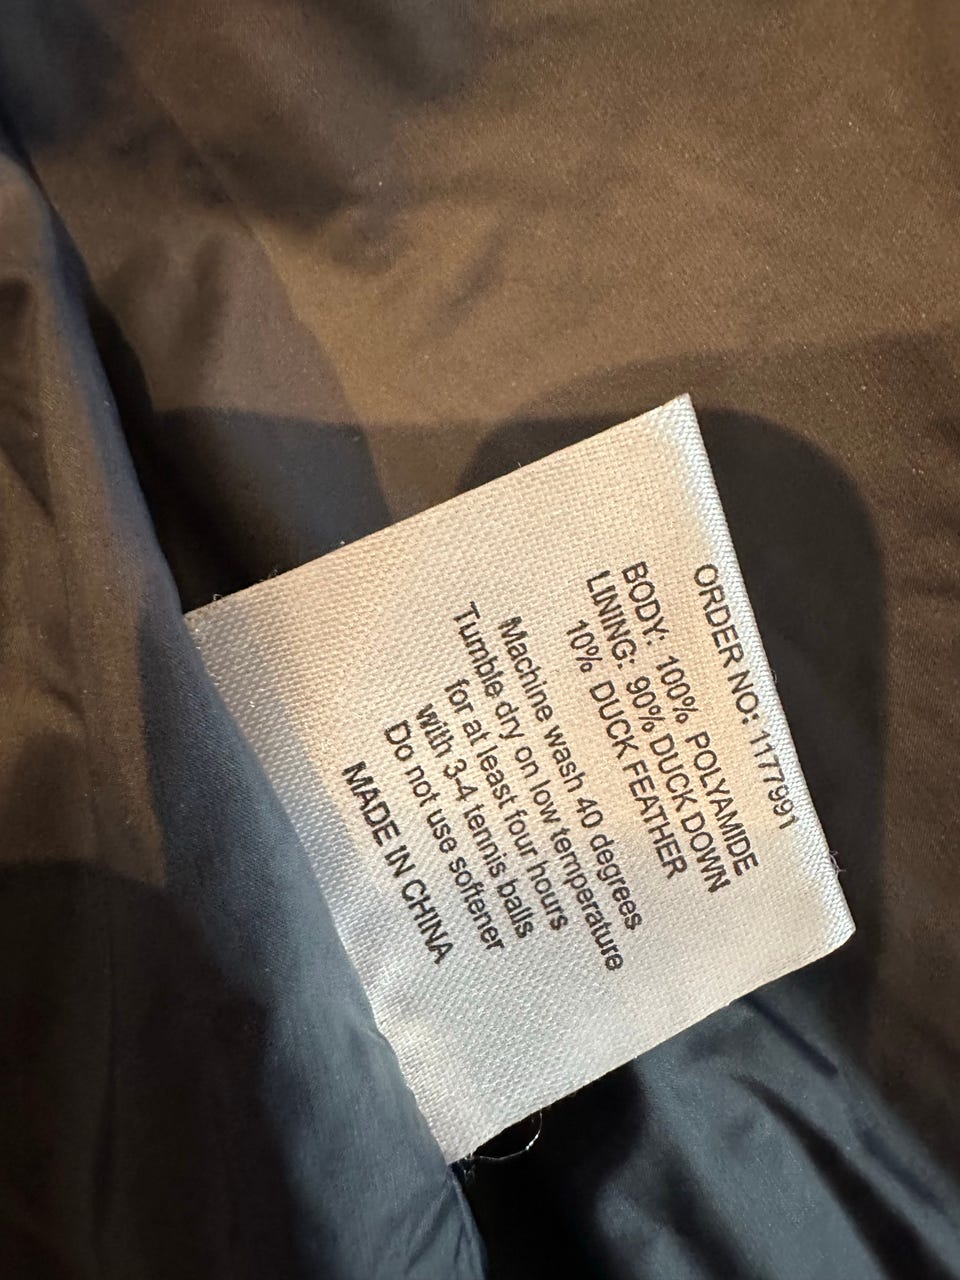 ORDER NO: 1177991
BODY: 100% POLYAMIDE
LINING: 90% DUCK DOWN
10% DUCK FEATHER
Machine wash 40 degrees
Tumble dry on low temperature
for at least four hours
with 3-4 tennis balls
Do not use softener
MADE IN CHINA